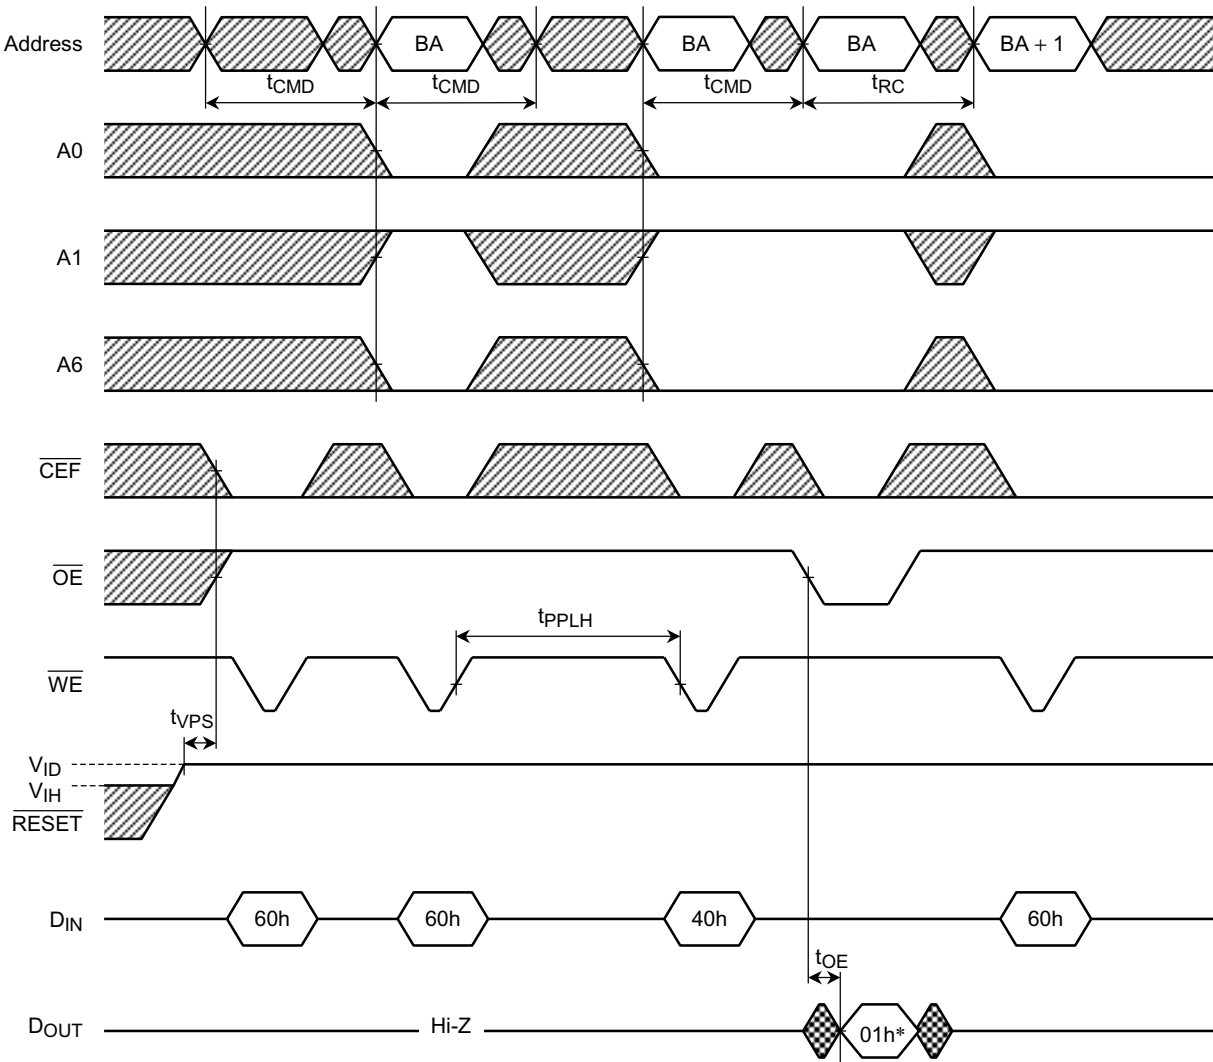 Address BA BA BA BA + 1
tCMD tCMD tCMD tRC
A0
A1
A6
CEF
OE
tPPLH
WE
tVPS
VID
VIH
RESET
DIN 60h 60h 40h 60h
tOE
DOUT Hi-Z 01h*